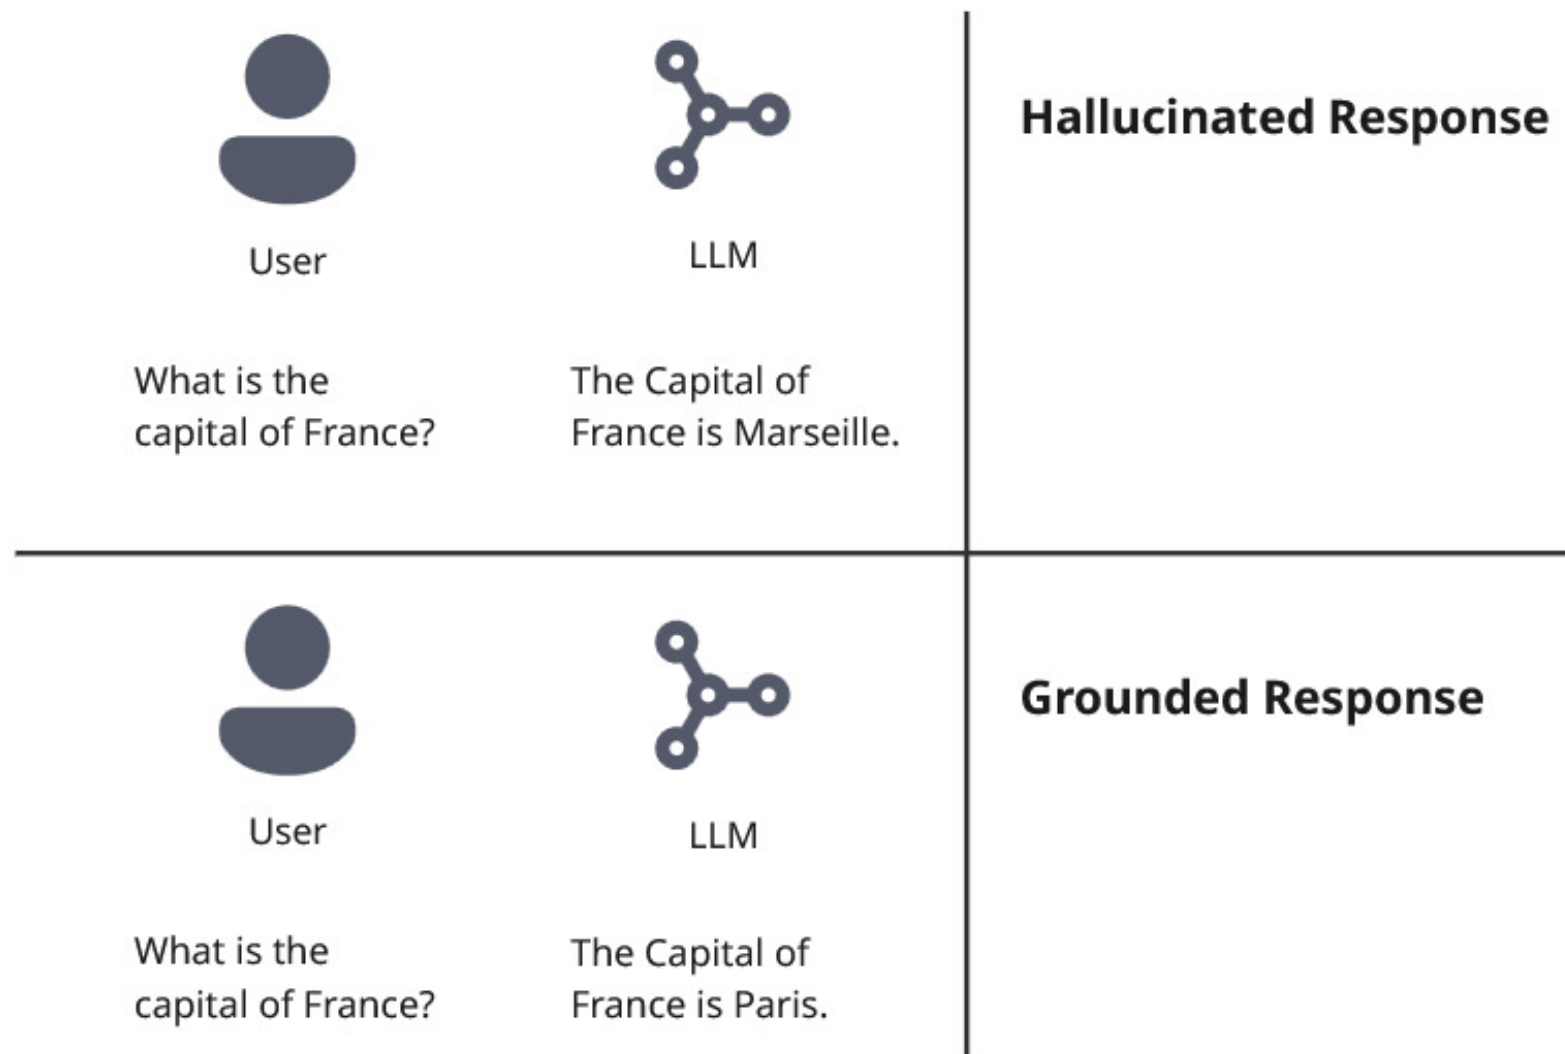 User
LLM
Hallucinated Response
What is the
capital of France?
The Capital of
France is Marseille.
User
LLM
Grounded Response
What is the
capital of France?
The Capital of
France is Paris.